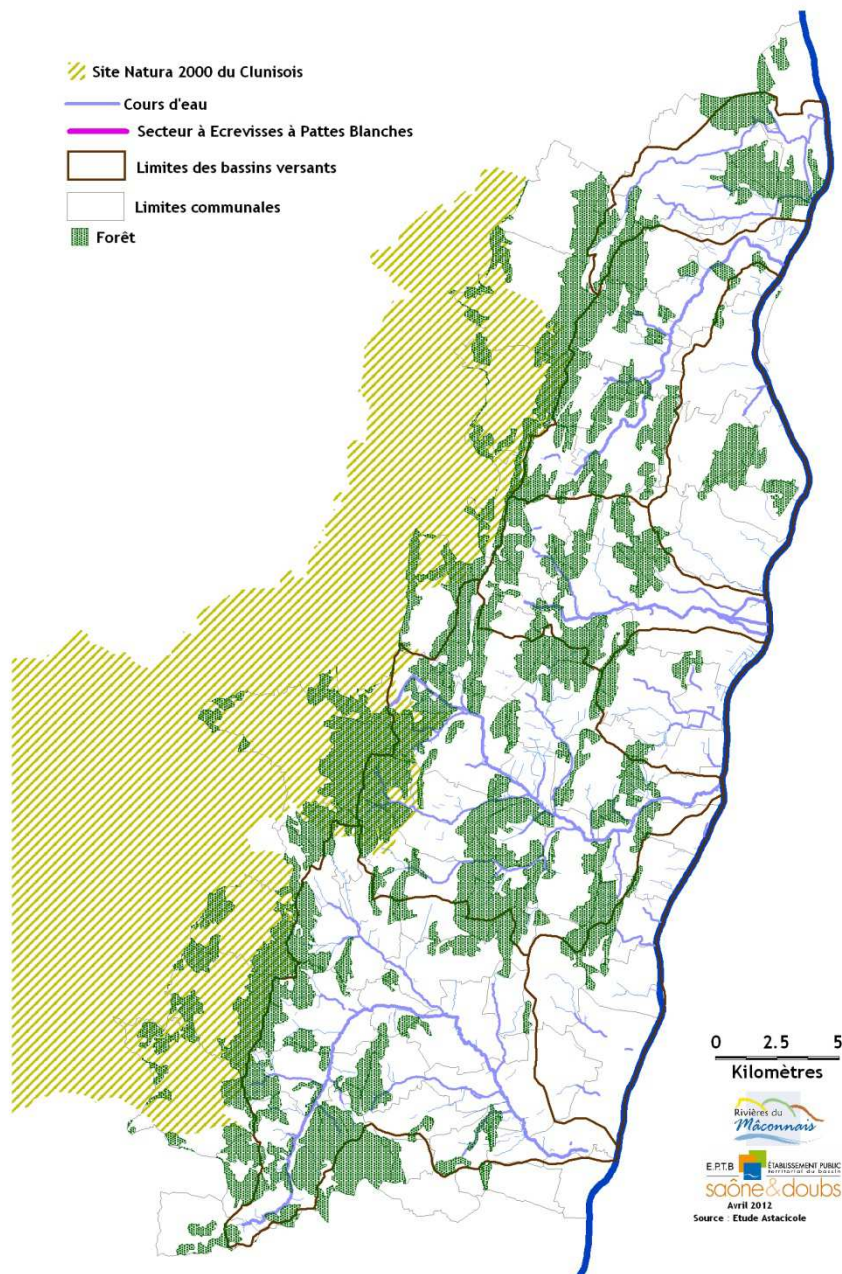 Site Natura 2000 du Clunisois
Cours d'eau
Secteur à Ecrevisses à Pattes Blanches
Limites des bassins versants
Limites communales
Forêt
0 2.5 5
Kilomètres
Rivières du
Mâconnais
E.P.T.B ÉTABLISSEMENT PUBLIC
territorial du bassin
saône&doubs
Avril 2012
Source : Etude Astacicole